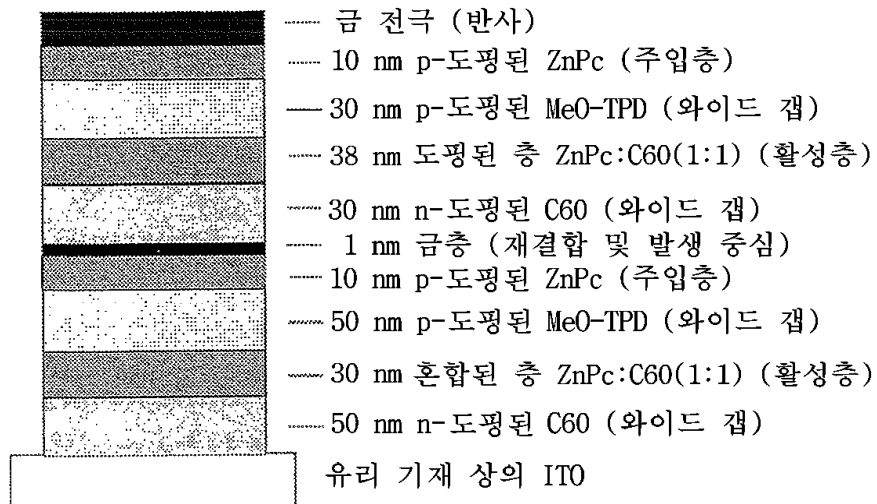 금 전극 (반사)
10 nm p-도핑된 ZnPc (주입층)
30 nm p-도핑된 MeO-TPD (와이드 갭)
38 nm 도핑된 층 ZnPc:C60(1:1) (활성층)
30 nm n-도핑된 C60 (와이드 갭)
1 nm 금층 (재결합 및 발생 중심)
10 nm p-도핑된 ZnPc (주입층)
50 nm p-도핑된 MeO-TPD (와이드 갭)
30 nm 혼합된 층 ZnPc:C60(1:1) (활성층)
50 nm n-도핑된 C60 (와이드 갭)
유리 기재 상의 ITO